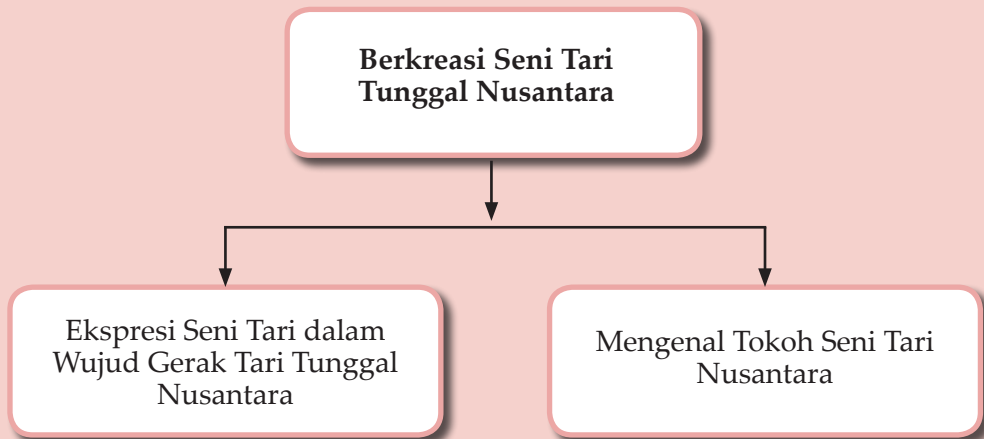 Berkreasi Seni Tari
Tunggal Nusantara
Ekspresi Seni Tari dalam
Wujud Gerak Tari Tunggal
Nusantara
Mengenal Tokoh Seni Tari
Nusantara